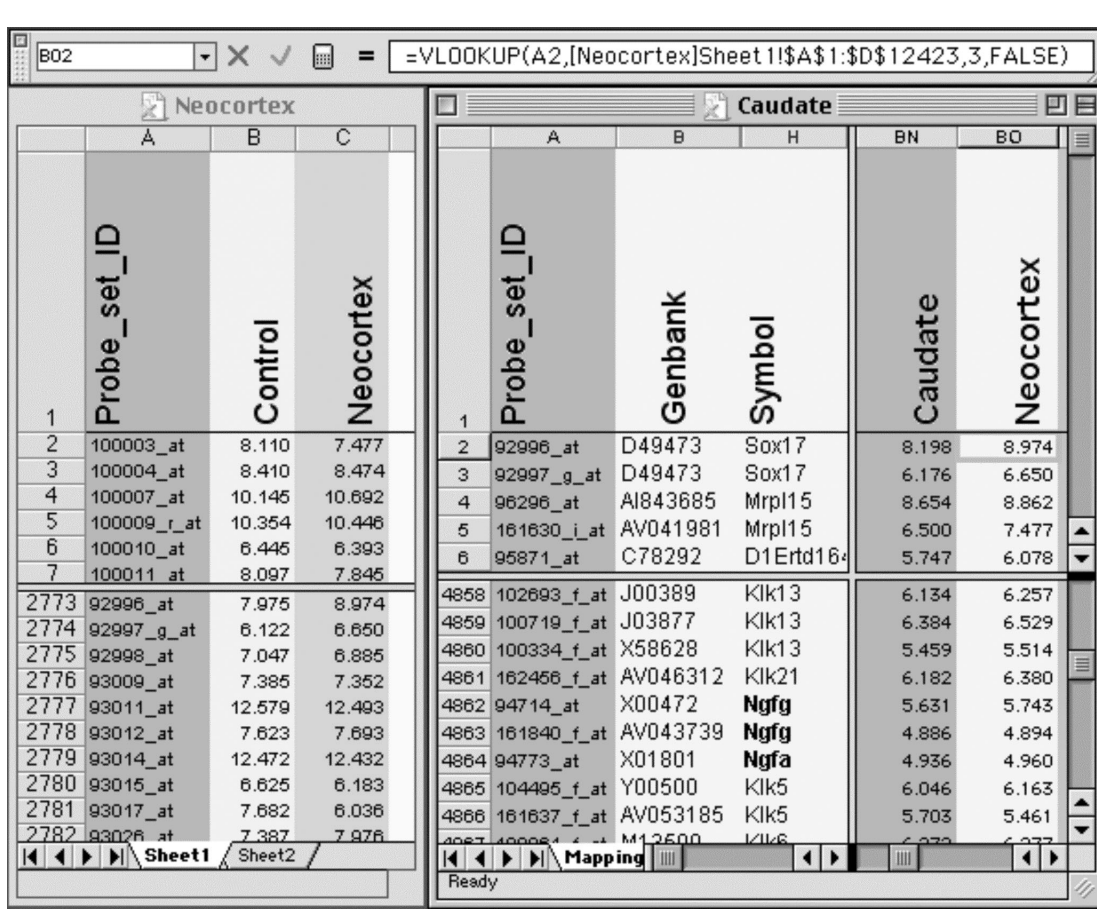 BO2 = =VLOOKUP(A2,[Neocortex]Sheet1!$A$1:$D$12423,3,FALSE)
Neocortex
A B C
1 Probe_set_ID Control Neocortex
2 100003_at 8.110 7.477
3 100004_at 8.410 8.474
4 100007_at 10.145 10.692
5 100009_r_at 10.354 10.446
6 100010_at 6.445 6.393
7 100011_at 8.097 7.845
2773 92996_at 7.975 8.974
2774 92997_g_at 6.122 6.650
2775 92998_at 7.047 6.885
2776 93009_at 7.385 7.352
2777 93011_at 12.579 12.493
2778 93012_at 7.623 7.693
2779 93014_at 12.472 12.432
2780 93015_at 6.625 6.183
2781 93017_at 7.682 6.036
2782 93026_at 7.387 7.976
Sheet1 Sheet2
Caudate
A B H BN BO
1 Probe_set_ID Genbank Symbol Caudate Neocortex
2 92996_at D49473 Sox17 8.198 8.974
3 92997_g_at D49473 Sox17 6.176 6.650
4 96296_at AI843685 Mrpl15 8.654 8.862
5 161630_i_at AV041981 Mrpl15 6.500 7.477
6 95871_at C78292 D1Ertd16 5.747 6.078
4858 102693_f_at J00389 Klk13 6.134 6.257
4859 100719_f_at J03877 Klk13 6.384 6.529
4860 100334_f_at X58628 Klk13 5.459 5.514
4861 162456_f_at AV046312 Klk21 6.182 6.380
4862 94714_at X00472 Ngfg 5.631 5.743
4863 161840_f_at AV043739 Ngfg 4.886 4.894
4864 94773_at X01801 Ngfa 4.936 4.960
4865 104495_f_at Y00500 Klk5 6.046 6.163
4866 161637_f_at AV053185 Klk5 5.703 5.461
Mapping
Ready